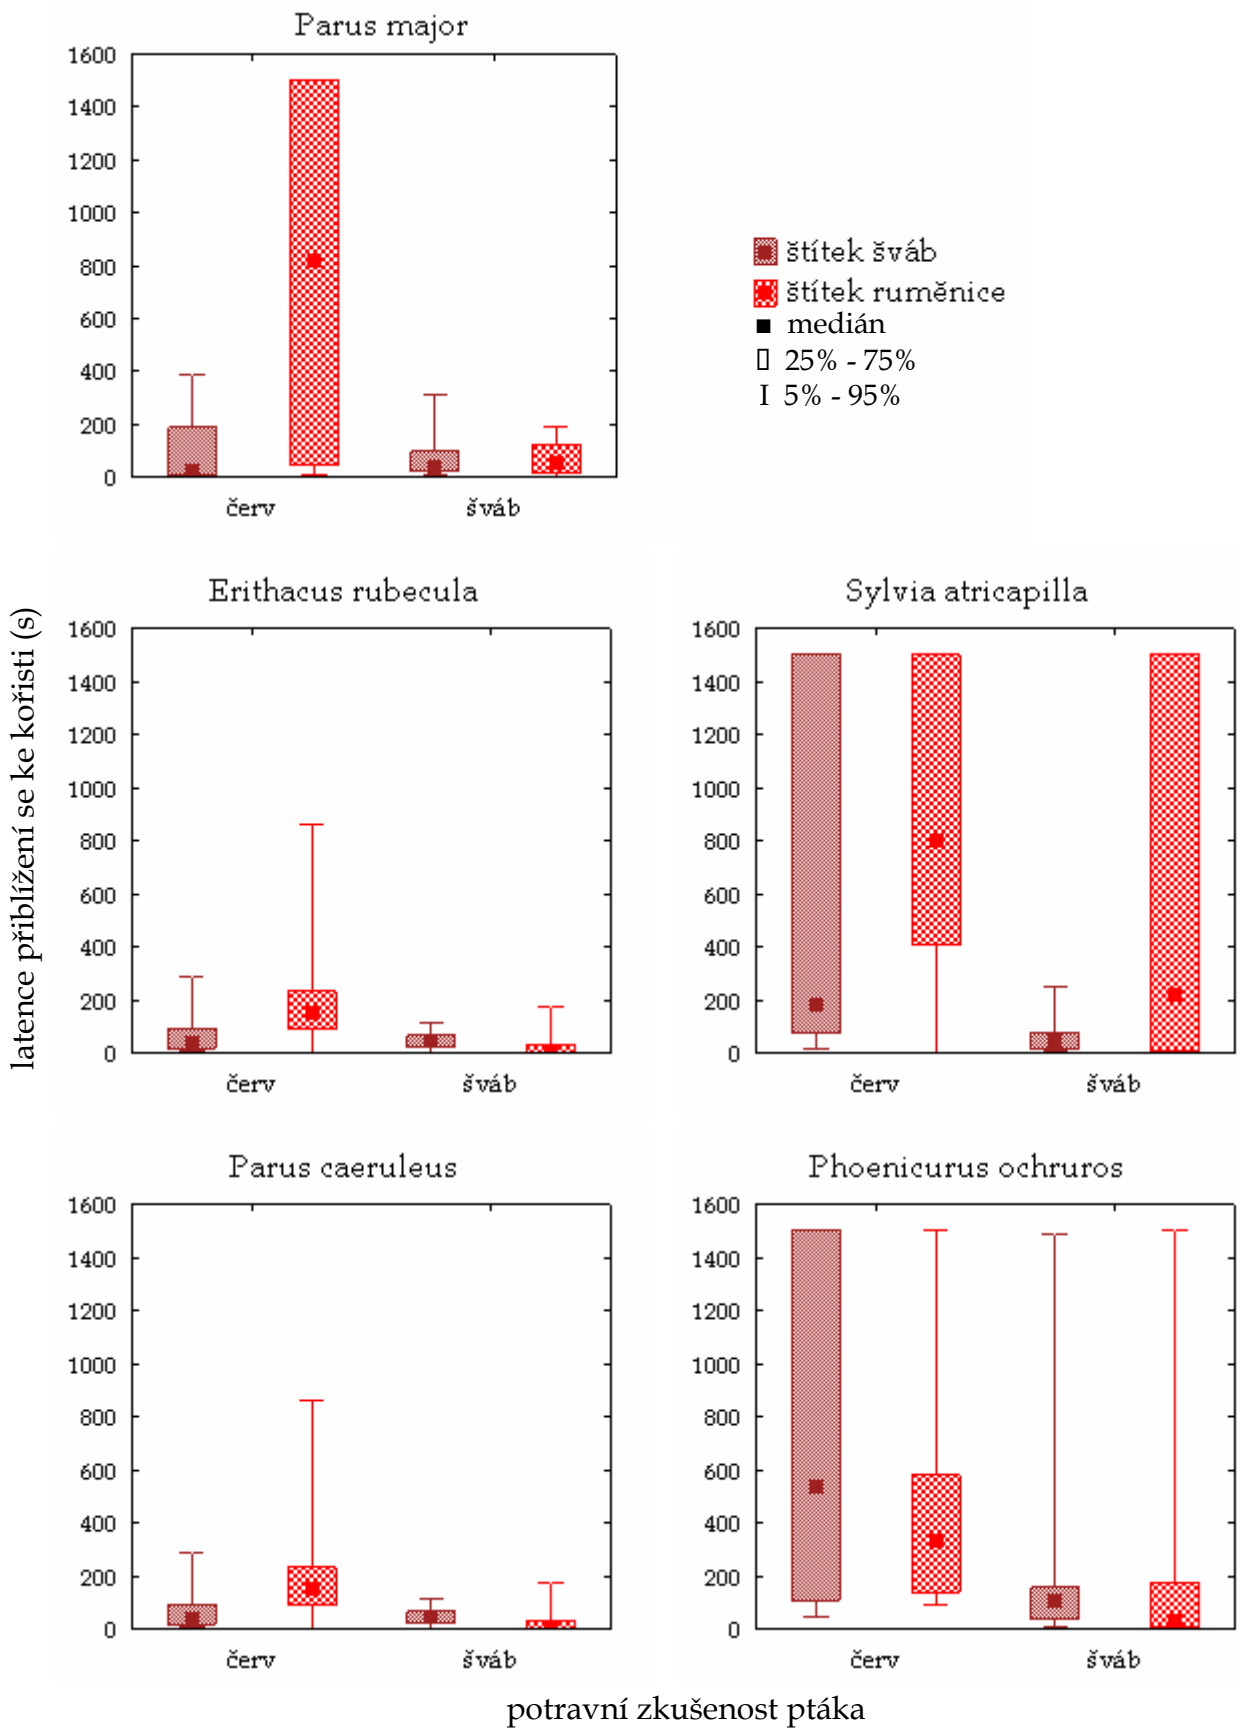 Parus major
1600
1400
1200
1000
800
600
400
200
0
červ šváb
štítek šváb
štítek ruměnice
medián
25% - 75%
I 5% - 95%
latence přiblížení se ke kořisti (s)
Erithacus rubecula
1600
1400
1200
1000
800
600
400
200
0
červ šváb
Sylvia atricapilla
1600
1400
1200
1000
800
600
400
200
0
červ šváb
Parus caeruleus
1600
1400
1200
1000
800
600
400
200
0
červ šváb
Phoenicurus ochruros
1600
1400
1200
1000
800
600
400
200
0
červ šváb
potravní zkušenost ptáka